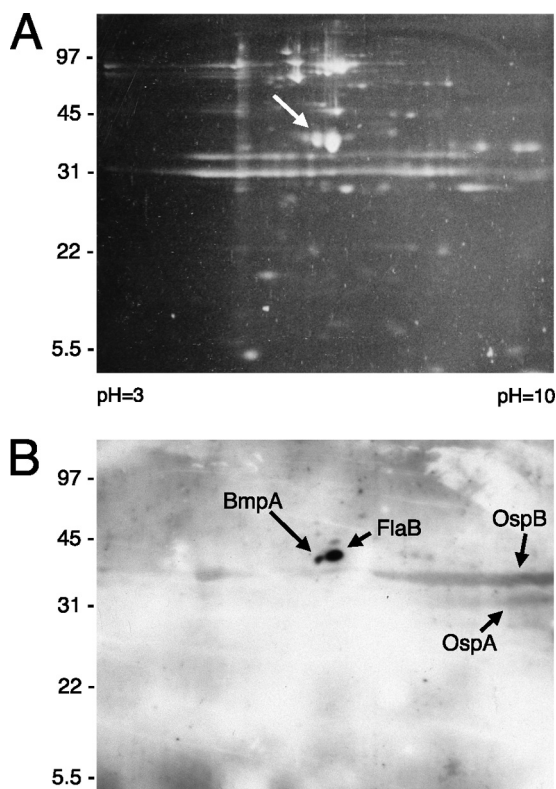 A
97 -
45 -
31 -
22 -
5.5 -
pH=3 pH=10
B
97 -
45 -
31 -
22 -
5.5 -
BmpA
FlaB
OspB
OspA